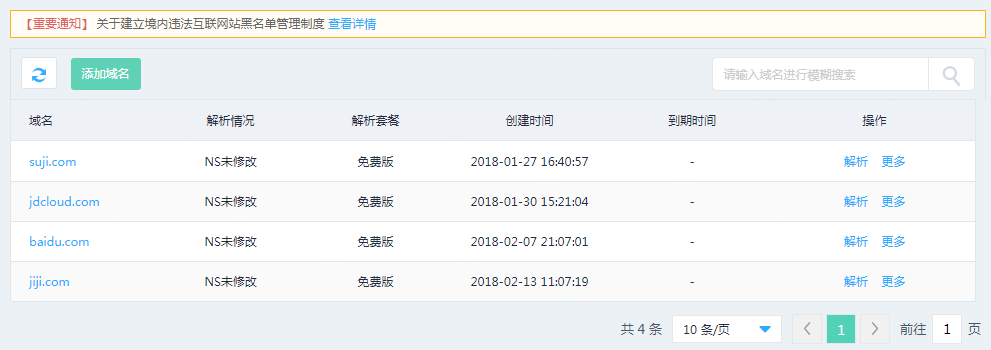 【重要通知】 关于建立境内违法互联网站黑名单管理制度 查看详情
添加域名 请输入域名进行模糊搜索
域名 解析情况 解析套餐 创建时间 到期时间 操作
suji.com NS未修改 免费版 2018-01-27 16:40:57 - 解析 更多
jdcloud.com NS未修改 免费版 2018-01-30 15:21:04 - 解析 更多
baidu.com NS未修改 免费版 2018-02-07 21:07:01 - 解析 更多
jiji.com NS未修改 免费版 2018-02-13 11:07:19 - 解析 更多
共 4 条 10 条/页 1 前往 1 页